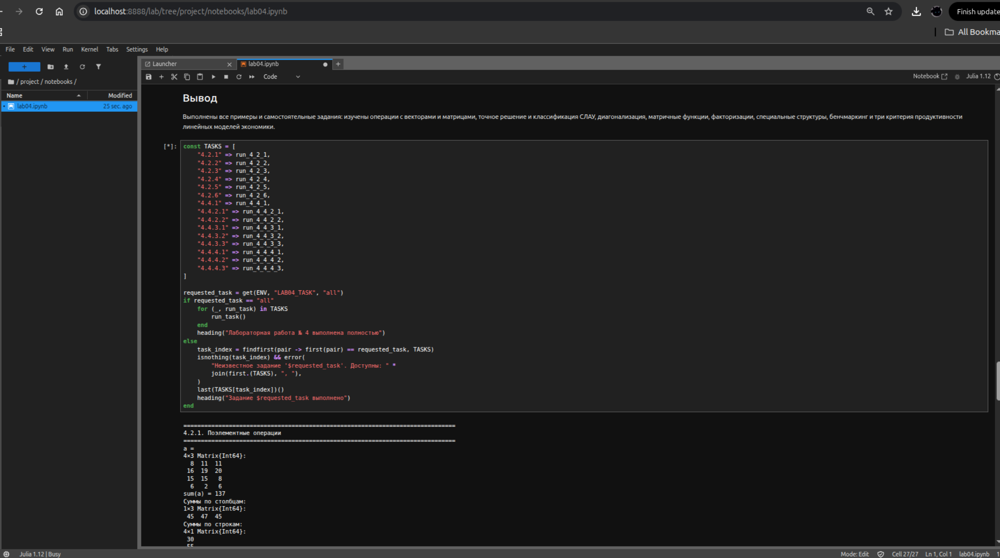 localhost:8888/lab/tree/project/notebooks/lab04.ipynb
Finish update
All Bookma
File Edit View Run Kernel Tabs Settings Help
Launcher
lab04.ipynb
Code
Notebook
Julia 1.12
/ project / notebooks /
Name Modified
lab04.ipynb 25 sec. ago
Вывод
Выполнены все примеры и самостоятельные задания: изучены операции с векторами и матрицами, точное решение и классификация СЛАУ, диагонализация, матричные функции, факторизации, специальные структуры, бенчмаркинг и три критерия продуктивности
линейных моделей экономики.
[*]:
const TASKS = [
    "4.2.1" => run_4_2_1,
    "4.2.2" => run_4_2_2,
    "4.2.3" => run_4_2_3,
    "4.2.4" => run_4_2_4,
    "4.2.5" => run_4_2_5,
    "4.2.6" => run_4_2_6,
    "4.4.1" => run_4_4_1,
    "4.4.2.1" => run_4_4_2_1,
    "4.4.2.2" => run_4_4_2_2,
    "4.4.3.1" => run_4_4_3_1,
    "4.4.3.2" => run_4_4_3_2,
    "4.4.3.3" => run_4_4_3_3,
    "4.4.4.1" => run_4_4_4_1,
    "4.4.4.2" => run_4_4_4_2,
    "4.4.4.3" => run_4_4_4_3,
]
requested_task = get(ENV, "LAB04_TASK", "all")
if requested_task == "all"
    for (_, run_task) in TASKS
        run_task()
    end
    heading("Лабораторная работа № 4 выполнена полностью")
else
    task_index = findfirst(pair -> first(pair) == requested_task, TASKS)
    isnothing(task_index) && error(
        "Неизвестное задание '$requested_task'. Доступны: " *
        join(first.(TASKS), ", "),
    )
    last(TASKS[task_index])()
    heading("Задание $requested_task выполнено")
end
==============================================================================
4.2.1. Поэлементные операции
==============================================================================
a =
4×3 Matrix{Int64}:
  8  11  11
 16  19  20
 15  15   8
  6   2   6
sum(a) = 137
Суммы по столбцам:
1×3 Matrix{Int64}:
 45  47  45
Суммы по строкам:
4×1 Matrix{Int64}:
 30
 55
Julia 1.12 | Busy
Mode: Edit
Cell 27/27
Ln 1, Col 1
lab04.ipynb
1